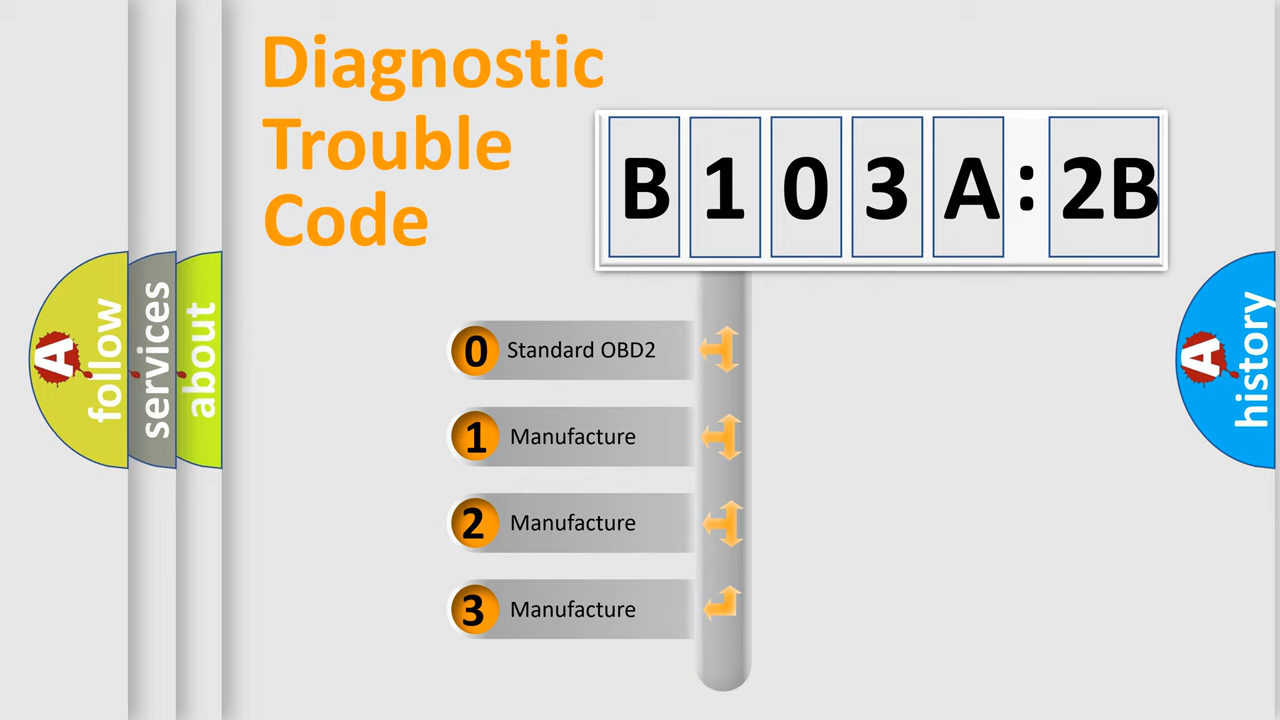 Diagnostic
Trouble
Code
B 1 0 3 A : 2B
0 Standard OBD2
1 Manufacture
2 Manufacture
3 Manufacture
A follow
services
about
A history